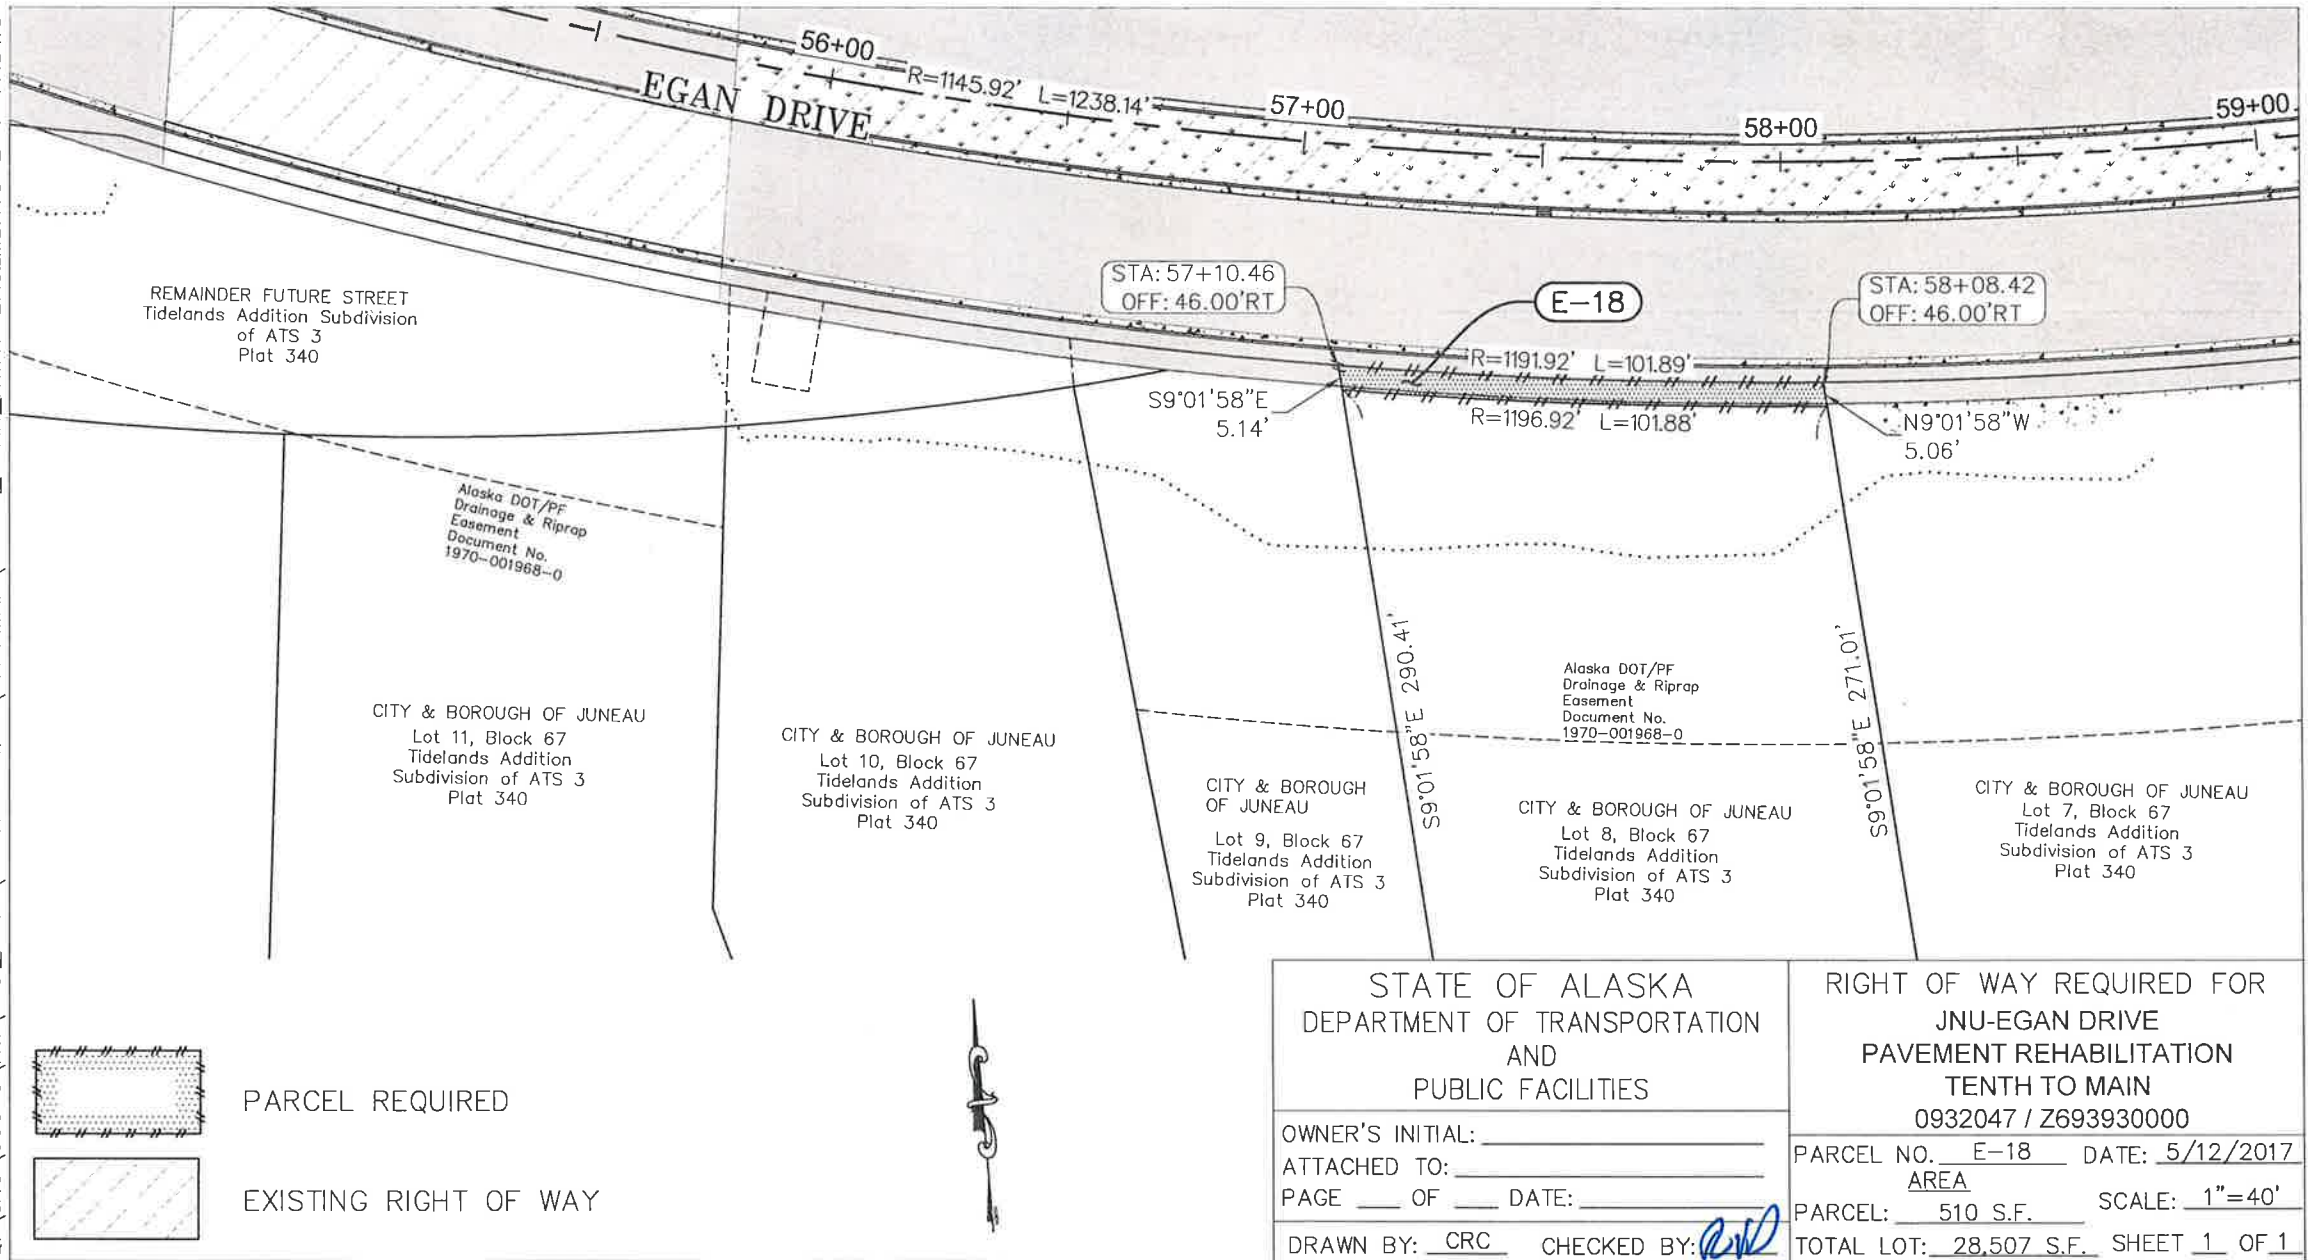 56+00
R=1145.92' L=1238.14'
57+00
58+00
59+00
EGAN DRIVE
STA: 57+10.46
OFF: 46.00'RT
E-18
STA: 58+08.42
OFF: 46.00'RT
REMAINDER FUTURE STREET
Tidelands Addition Subdivision
of ATS 3
Plat 340
R=1191.92' L=101.89'
S9°01'58"E
5.14'
R=1196.92' L=101.88'
N9°01'58"W
5.06'
Alaska DOT/PF
Drainage & Riprap
Easement
Document No.
1970-001968-0
S9°01'58"E 290.41'
Alaska DOT/PF
Drainage & Riprap
Easement
Document No.
1970-001968-0
S9°01'58"E 271.01'
CITY & BOROUGH OF JUNEAU
Lot 11, Block 67
Tidelands Addition
Subdivision of ATS 3
Plat 340
CITY & BOROUGH OF JUNEAU
Lot 10, Block 67
Tidelands Addition
Subdivision of ATS 3
Plat 340
CITY & BOROUGH
OF JUNEAU
Lot 9, Block 67
Tidelands Addition
Subdivision of ATS 3
Plat 340
CITY & BOROUGH OF JUNEAU
Lot 8, Block 67
Tidelands Addition
Subdivision of ATS 3
Plat 340
CITY & BOROUGH OF JUNEAU
Lot 7, Block 67
Tidelands Addition
Subdivision of ATS 3
Plat 340
PARCEL REQUIRED
EXISTING RIGHT OF WAY
STATE OF ALASKA
DEPARTMENT OF TRANSPORTATION
AND
PUBLIC FACILITIES
OWNER'S INITIAL:
ATTACHED TO:
PAGE OF DATE:
DRAWN BY: CRC CHECKED BY:
RIGHT OF WAY REQUIRED FOR
JNU-EGAN DRIVE
PAVEMENT REHABILITATION
TENTH TO MAIN
0932047 / Z693930000
PARCEL NO. E-18 DATE: 5/12/2017
AREA
PARCEL: 510 S.F. SCALE: 1"=40'
TOTAL LOT: 28,507 S.F. SHEET 1 OF 1